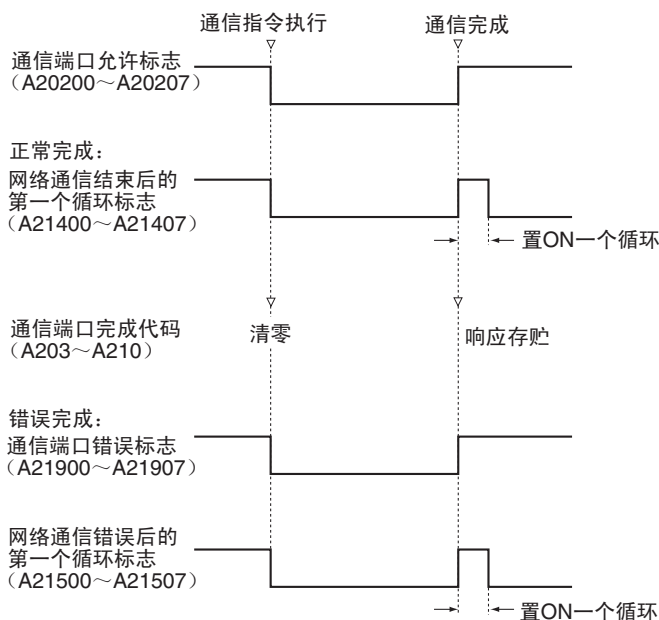 通信指令执行
通信完成
通信端口允许标志
（A20200～A20207）
正常完成：
网络通信结束后的
第一个循环标志
（A21400～A21407）
置ON一个循环
通信端口完成代码
（A203～A210）
清零
响应存贮
错误完成：
通信端口错误标志
（A21900～A21907）
网络通信错误后的
第一个循环标志
（A21500～A21507）
置ON一个循环